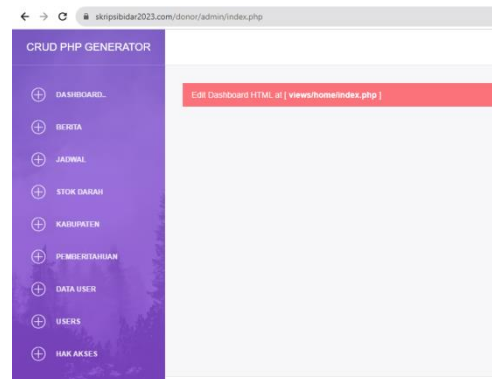 skripsibidar2023.com/donor/admin/index.php
CRUD PHP GENERATOR
DASHBOARD..
Edit Dashboard HTML at [ views/home/index.php ]
BERITA
JADWAL
STOK DARAH
KABUPATEN
PEMBERITAHUAN
DATA USER
USERS
HAK AKSES